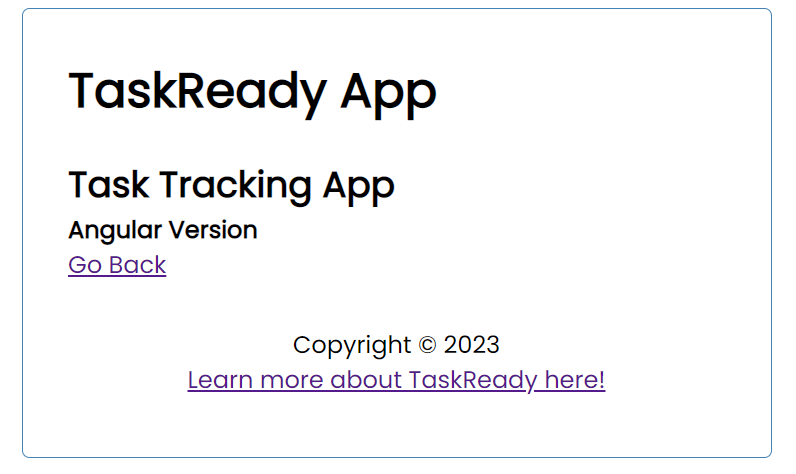 TaskReady App
Task Tracking App
Angular Version
Go Back
Copyright © 2023
Learn more about TaskReady here!